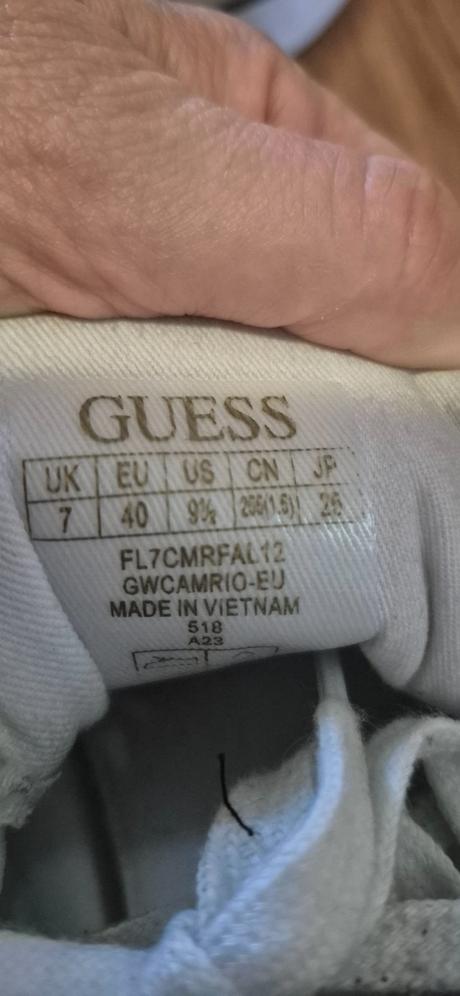 GUESS
UK EU US CN JP
7 40 9½ 255(1.5) 26
FL7CMRFAL12
GWCAMRIO-EU
MADE IN VIETNAM
518
A23